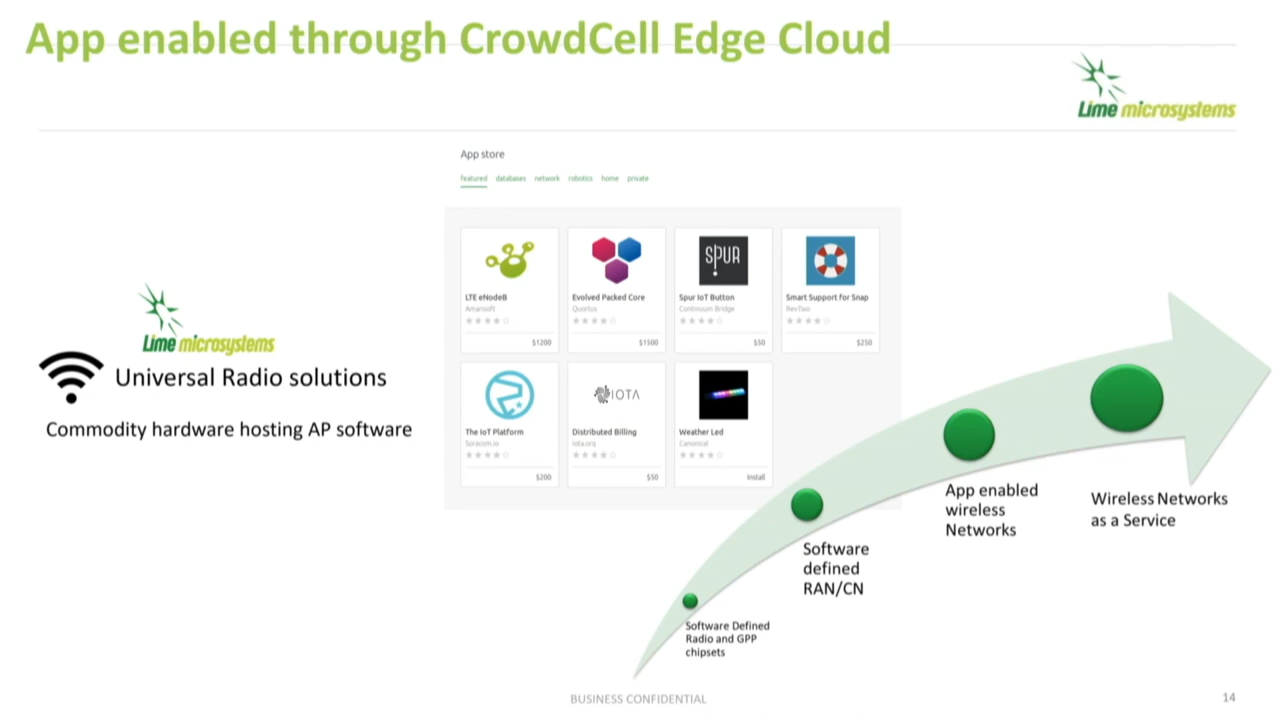 App enabled through CrowdCell Edge Cloud
Lime microsystems
App store
featured databases network robotics home private
LTE eNodeB
Amarisoft
$1200
Evolved Packed Core
Quortus
$1500
SPUR
Spur IoT Button
Continuum Bridge
$50
Smart Support for Snap
RevTwo
$250
The IoT Platform
Soracom.io
$200
IOTA
Distributed Billing
iota.org
$50
Weather Led
Canonical
Install
Lime microsystems
Universal Radio solutions
Commodity hardware hosting AP software
Software Defined
Radio and GPP
chipsets
Software
defined
RAN/CN
App enabled
wireless
Networks
Wireless Networks
as a Service
BUSINESS CONFIDENTIAL
14